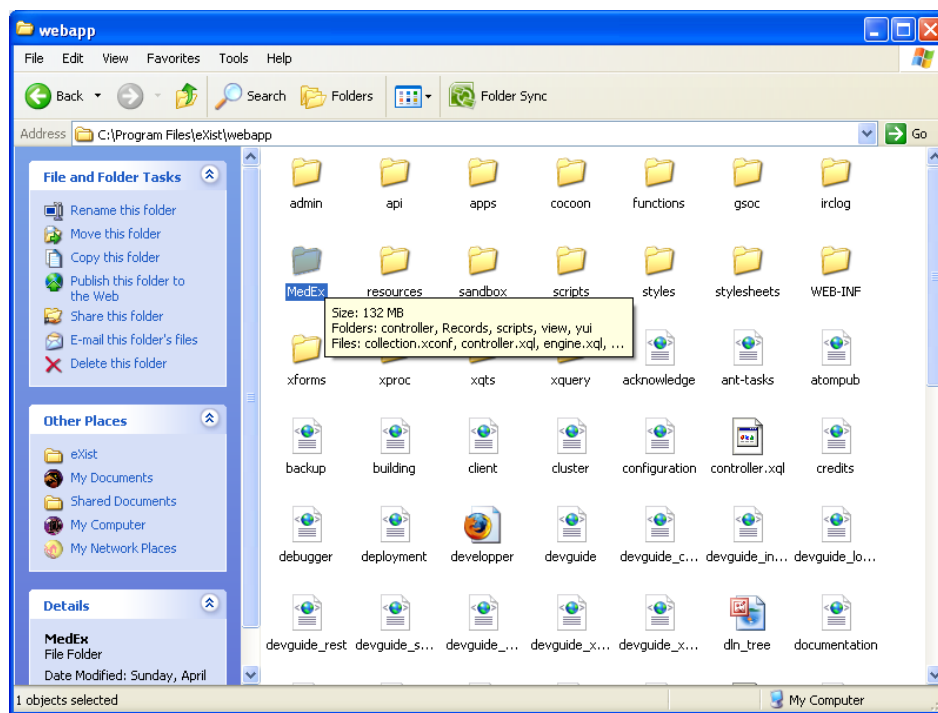 webapp
File Edit View Favorites Tools Help
Back Search Folders Folder Sync
Address C:\Program Files\eXist\webapp Go
File and Folder Tasks
Rename this folder
Move this folder
Copy this folder
Publish this folder to
the Web
Share this folder
E-mail this folder's files
Delete this folder
Other Places
eXist
My Documents
Shared Documents
My Computer
My Network Places
Details
MedEx
File Folder
Date Modified: Sunday, April
admin api apps cocoon functions gsoc irclog
MedEx resources sandbox scripts styles stylesheets WEB-INF
Size: 132 MB
Folders: controller, Records, scripts, view, yui
Files: collection.xconf, controller.xql, engine.xql, ...
xforms xproc xqts xquery acknowledge ant-tasks atompub
backup building client cluster configuration controller.xql credits
debugger deployment developper devguide devguide_c... devguide_in... devguide_lo...
devguide_rest devguide_s... devguide_... devguide_x... devguide_x... dln_tree documentation
1 objects selected My Computer